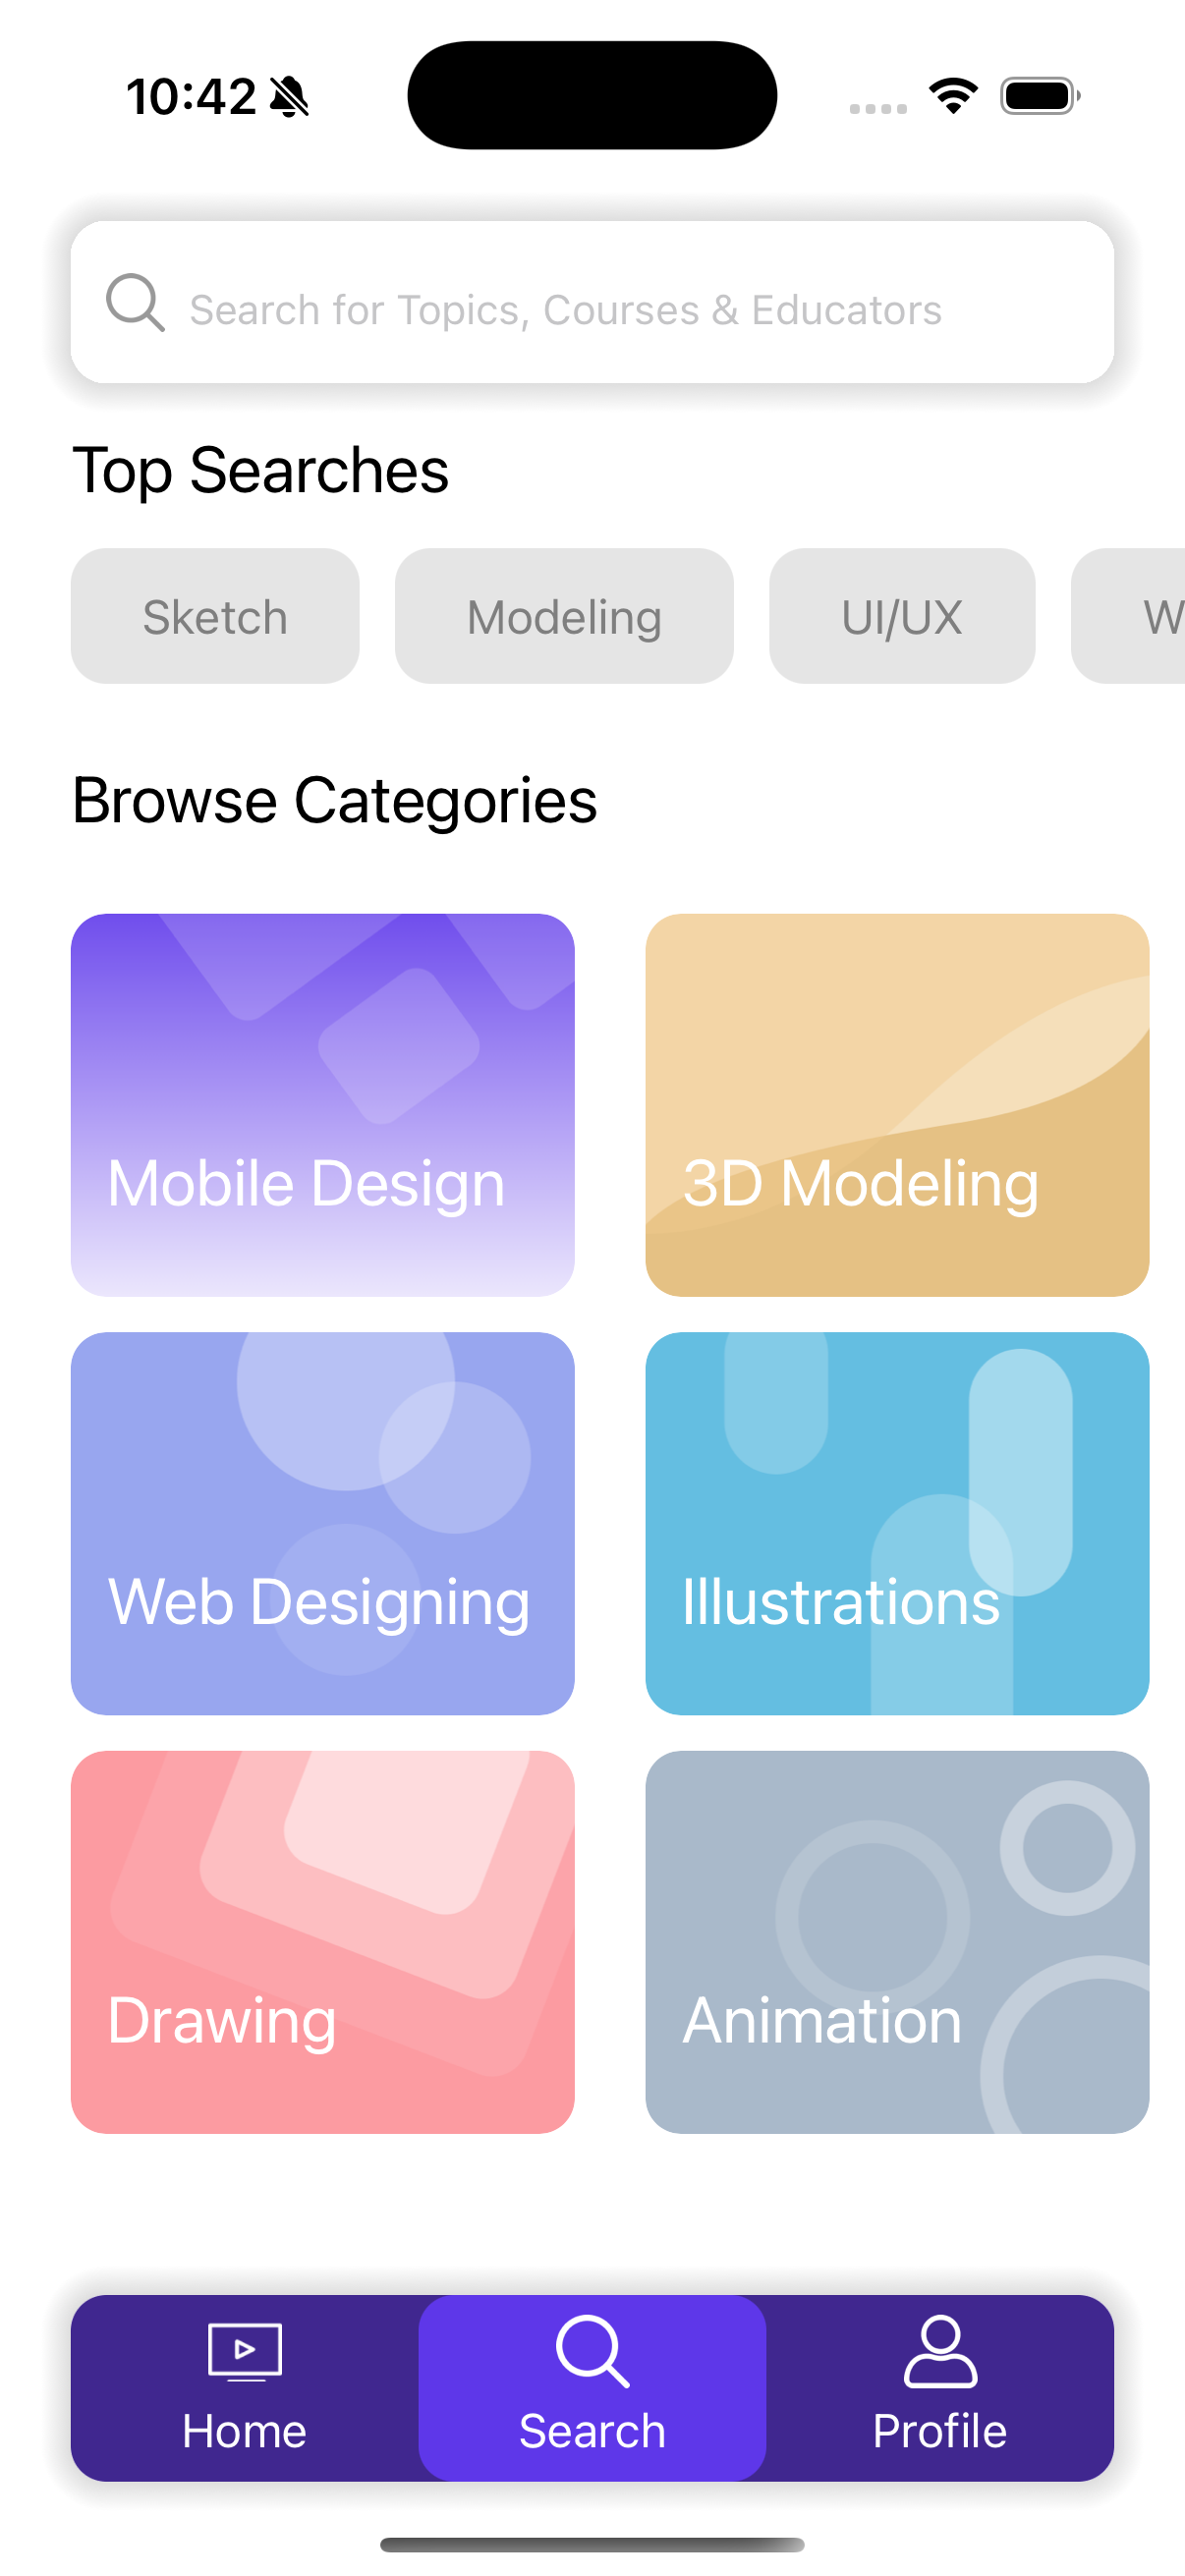 10:42
Search for Topics, Courses & Educators
Top Searches
Sketch Modeling UI/UX W
Browse Categories
Mobile Design 3D Modeling
Web Designing Illustrations
Drawing Animation
Home Search Profile